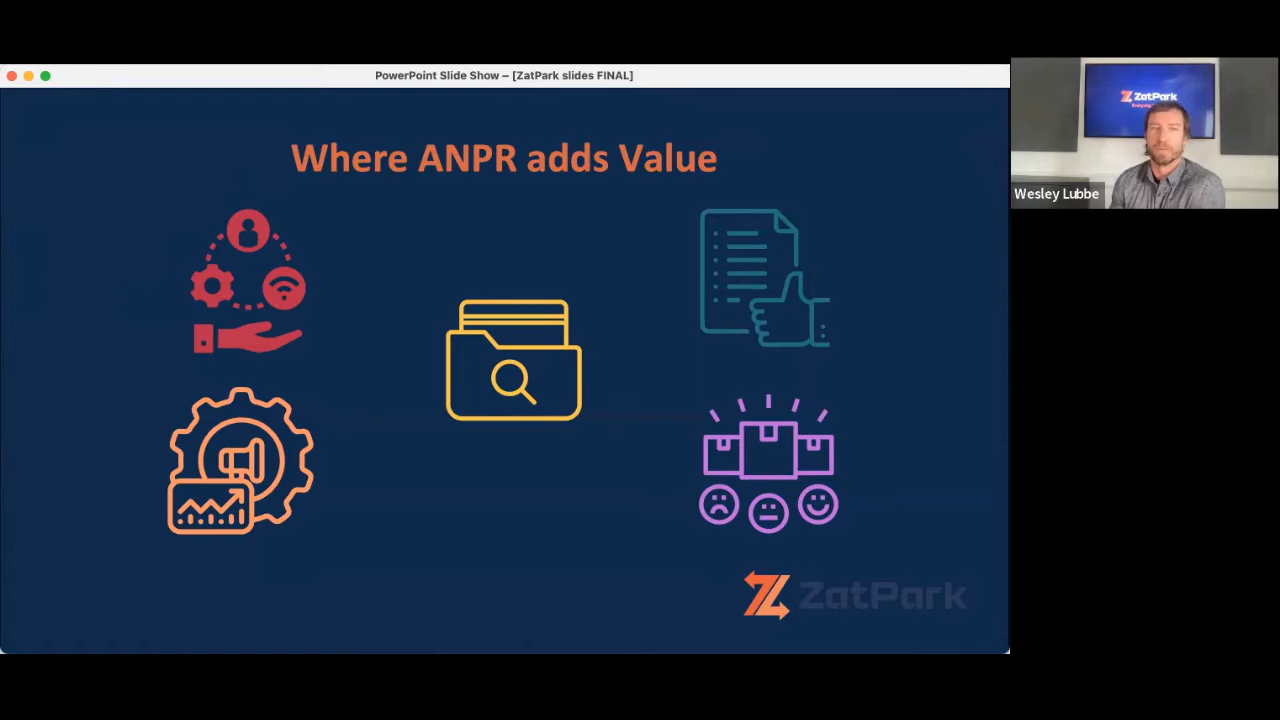 PowerPoint Slide Show – [ZatPark slides FINAL]
Where ANPR adds Value
ZatPark
ZatPark
Wesley Lubbe